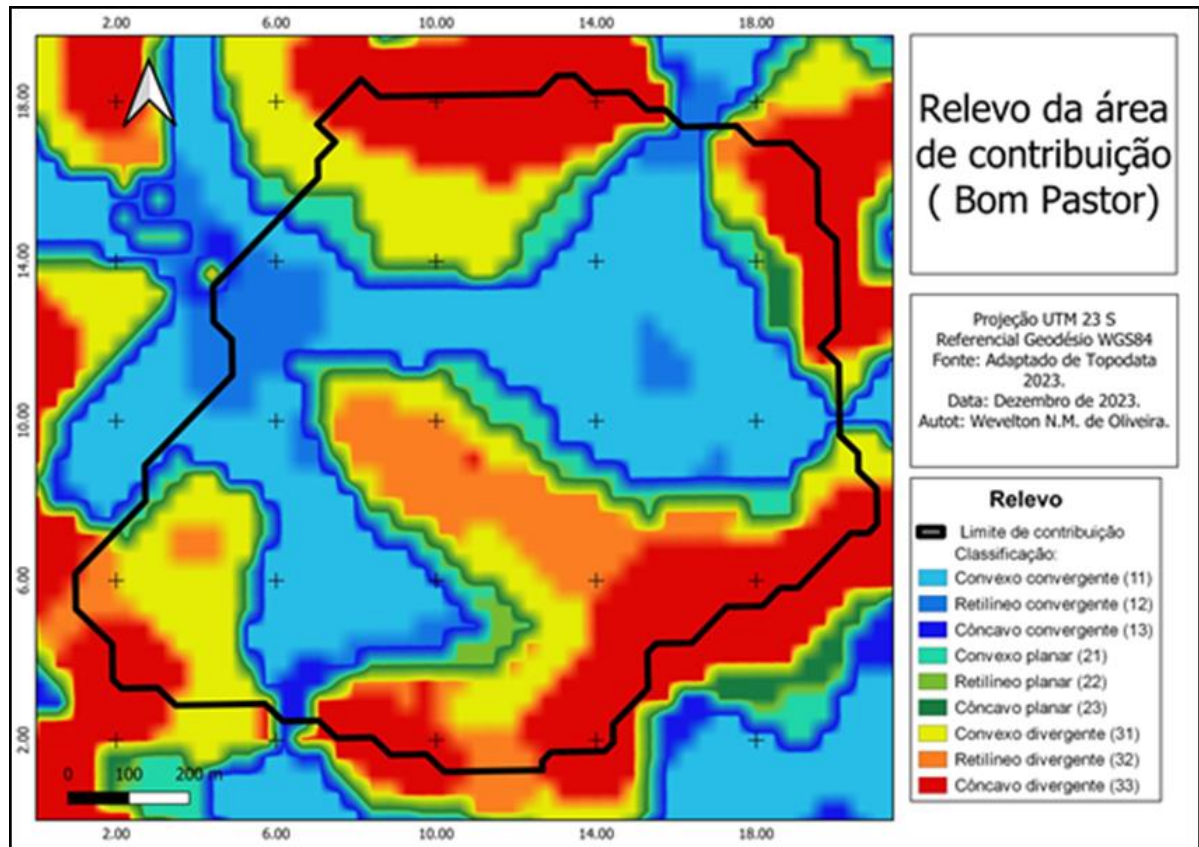 2.00 6.00 10.00 14.00 18.00
18.00
14.00
10.00
6.00
2.00
0 100 200 m
2.00 6.00 10.00 14.00 18.00
Relevo da área
de contribuição
( Bom Pastor)
Projeção UTM 23 S
Referencial Geodésio WGS84
Fonte: Adaptado de Topodata
2023.
Data: Dezembro de 2023.
Autot: Wevelton N.M. de Oliveira.
Relevo
Limite de contribuição
Classificação:
Convexo convergente (11)
Retilíneo convergente (12)
Côncavo convergente (13)
Convexo planar (21)
Retilíneo planar (22)
Côncavo planar (23)
Convexo divergente (31)
Retilíneo divergente (32)
Côncavo divergente (33)